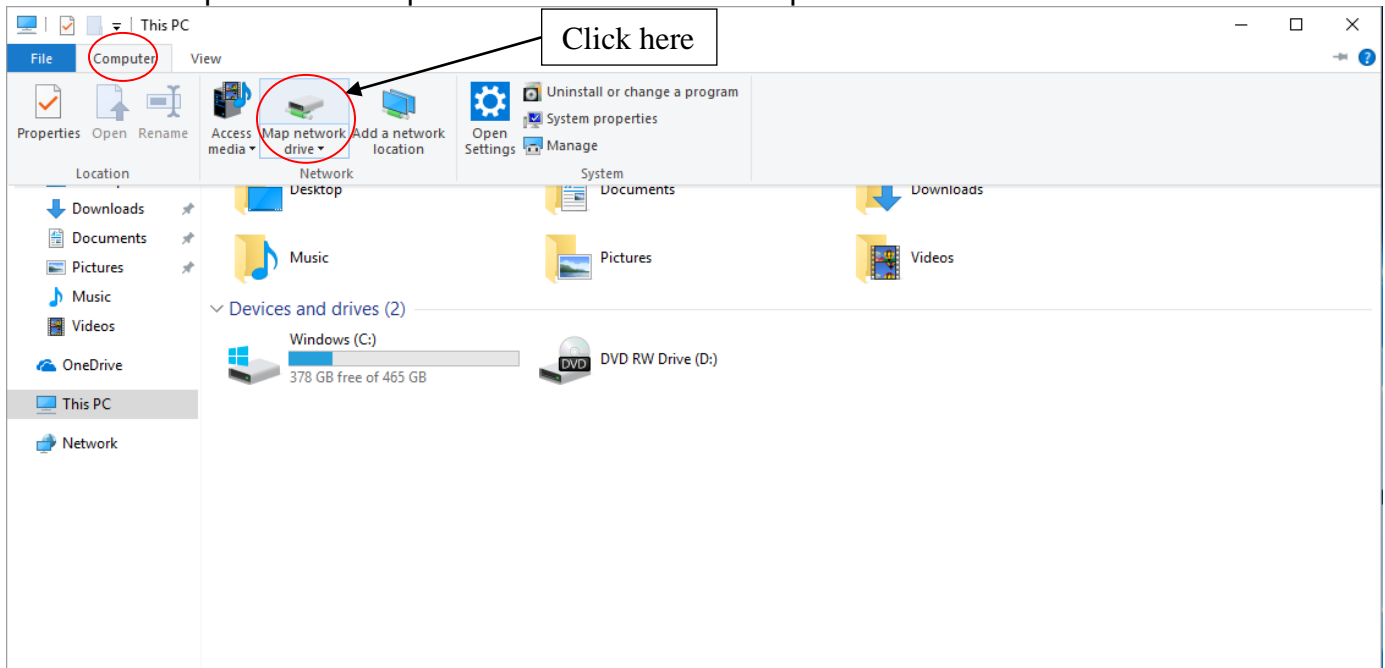 This PC
Click here
File Computer View
Properties Open Rename
Access media
Map network drive
Add a network location
Open Settings
Uninstall or change a program
System properties
Manage
Location Network System
Desktop Documents Downloads
Downloads
Documents
Pictures
Music
Videos
OneDrive
This PC
Network
Music Pictures Videos
Devices and drives (2)
Windows (C:)
378 GB free of 465 GB
DVD
DVD RW Drive (D:)